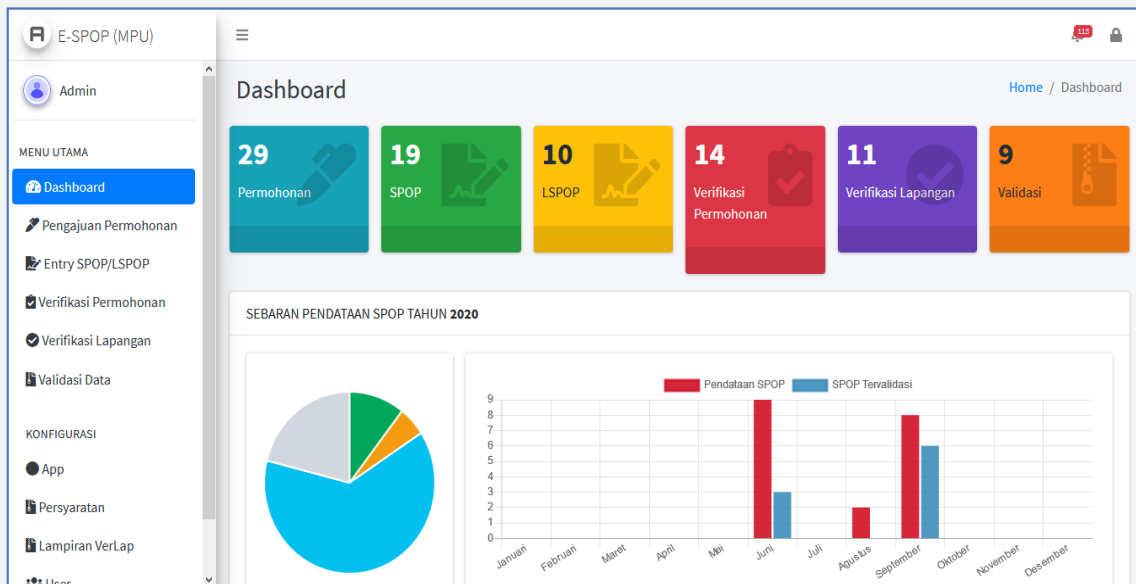 E-SPOP (MPU)
113
Admin
MENU UTAMA
Dashboard
Pengajuan Permohonan
Entry SPOP/LSPOP
Verifikasi Permohonan
Verifikasi Lapangan
Validasi Data
KONFIGURASI
App
Persyaratan
Lampiran VerLap
User
Dashboard
Home / Dashboard
29
Permohonan
19
SPOP
10
LSPOP
14
Verifikasi
Permohonan
11
Verifikasi Lapangan
9
Validasi
SEBARAN PENDATAAN SPOP TAHUN 2020
Pendataan SPOP SPOP Tervalidasi
9
8
7
6
5
4
3
2
1
0
Januari Februari Maret April Mei Juni Juli Agustus September Oktober November Desember